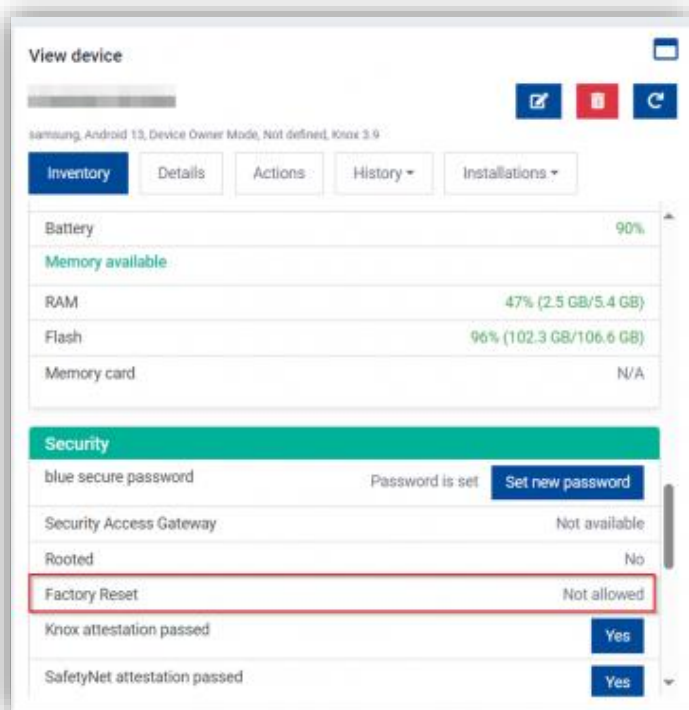 View device
samsung, Android 13, Device Owner Mode, Not defined, Knox 3.9
Inventory Details Actions History Installations
Battery 90%
Memory available
RAM 47% (2.5 GB/5.4 GB)
Flash 96% (102.3 GB/106.6 GB)
Memory card N/A
Security
blue secure password Password is set Set new password
Security Access Gateway Not available
Rooted No
Factory Reset Not allowed
Knox attestation passed Yes
SafetyNet attestation passed Yes